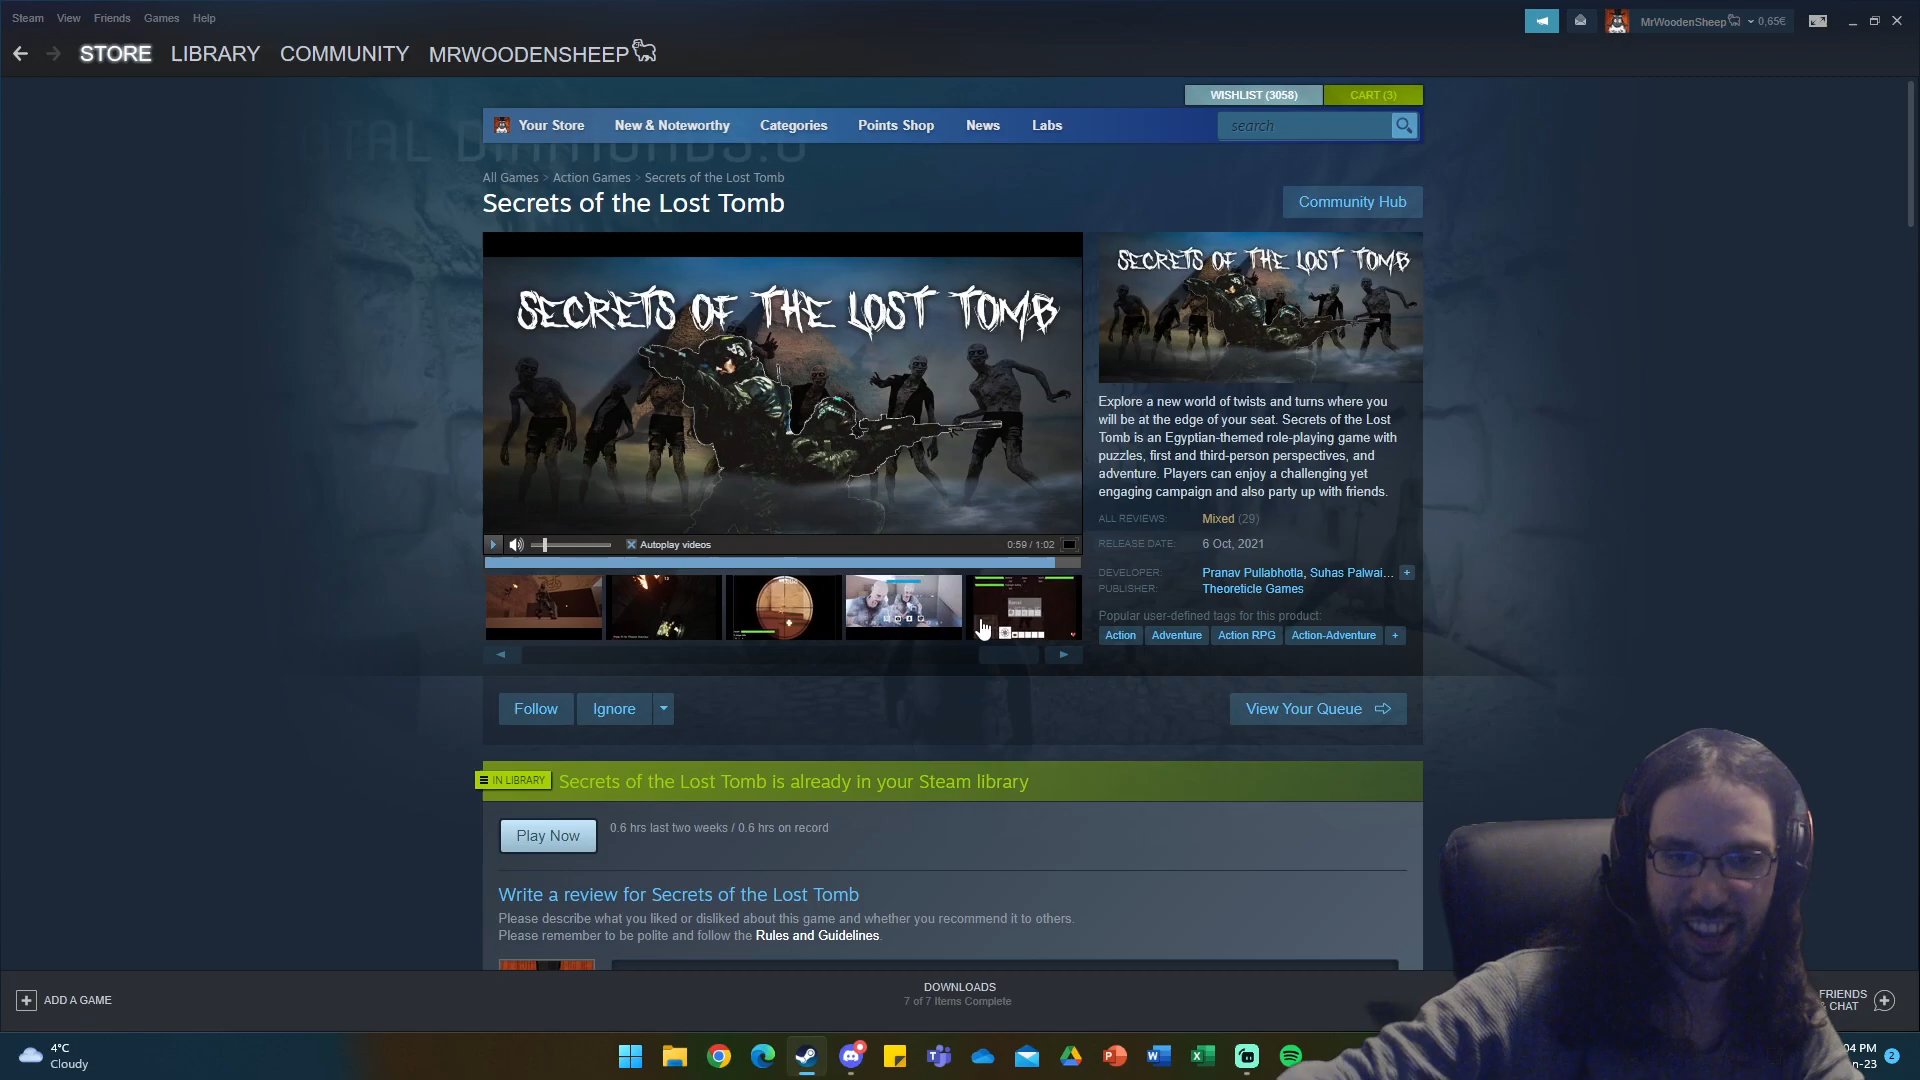 Steam View Friends Games Help
MrWoodenSheep 0,65€
STORE LIBRARY COMMUNITY MRWOODENSHEEP
WISHLIST (3058) CART (3)
Your Store New & Noteworthy Categories Points Shop News Labs search
All Games > Action Games > Secrets of the Lost Tomb
Secrets of the Lost Tomb
Community Hub
SECRETS OF THE LOST TOMB
SECRETS OF THE LOST TOMB
Explore a new world of twists and turns where you
will be at the edge of your seat. Secrets of the Lost
Tomb is an Egyptian-themed role-playing game with
puzzles, first and third-person perspectives, and
adventure. Players can enjoy a challenging yet
engaging campaign and also party up with friends.
ALL REVIEWS: Mixed (29)
RELEASE DATE: 6 Oct, 2021
DEVELOPER: Pranav Pullabhotla, Suhas Palwai... +
PUBLISHER: Theoreticle Games
Popular user-defined tags for this product:
Action Adventure Action RPG Action-Adventure +
Autoplay videos 0:59 / 1:02
Follow Ignore View Your Queue
IN LIBRARY Secrets of the Lost Tomb is already in your Steam library
Play Now 0.6 hrs last two weeks / 0.6 hrs on record
Write a review for Secrets of the Lost Tomb
Please describe what you liked or disliked about this game and whether you recommend it to others.
Please remember to be polite and follow the Rules and Guidelines.
ADD A GAME
DOWNLOADS
7 of 7 Items Complete
FRIENDS
& CHAT
4°C
Cloudy
04 PM
n-23 2